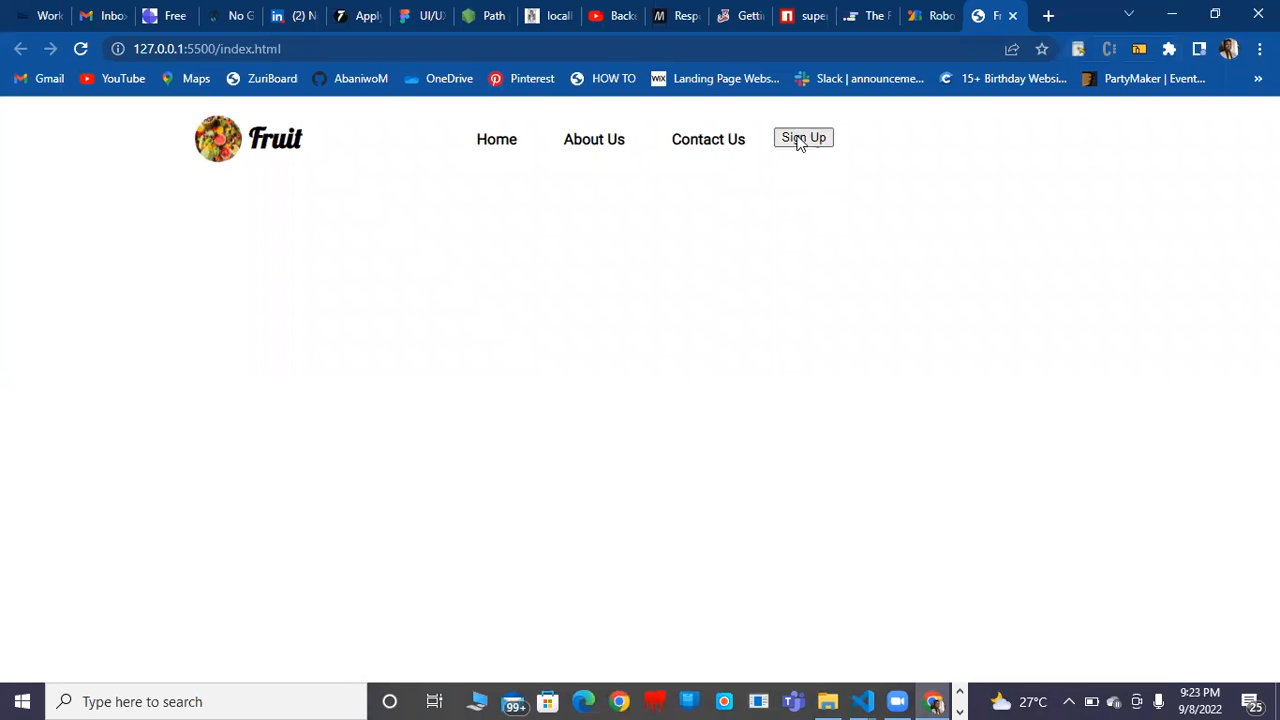 Work
Inbo
Free
No G
(2) N
Apply
UI/UX
Path
local
Back
Resp
Getti
super
The F
Robo
Fr
127.0.0.1:5500/index.html
Gmail YouTube Maps ZuriBoard AbaniwoM OneDrive Pinterest HOW TO WIX Landing Page Webs... Slack | announceme... 15+ Birthday Websi... PartyMaker | Event... »
Fruit Home About Us Contact Us Sign Up
Type here to search 99+ 27°C 9:23 PM
9/8/2022 25